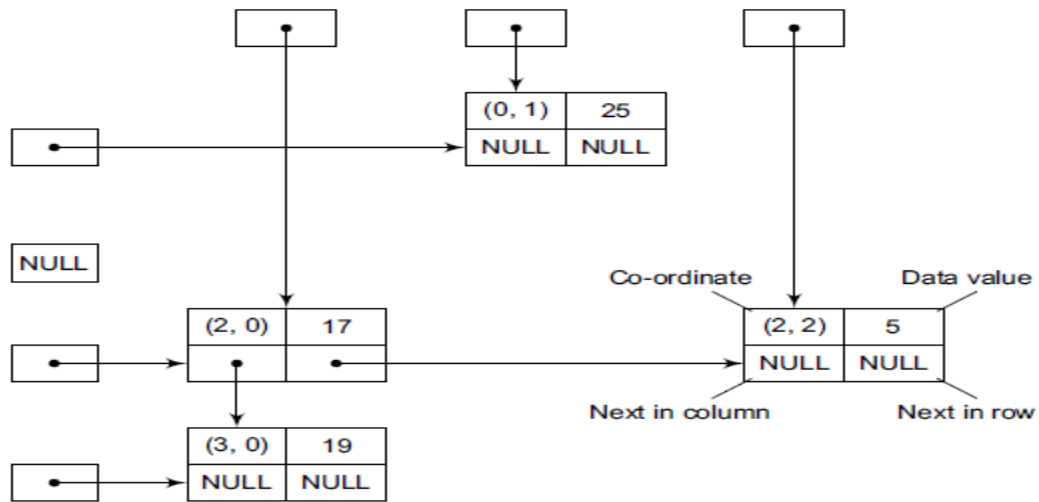 (0, 1) 25
NULL NULL
NULL
Co-ordinate Data value
(2, 0) 17 (2, 2) 5
NULL NULL
Next in column Next in row
(3, 0) 19
NULL NULL